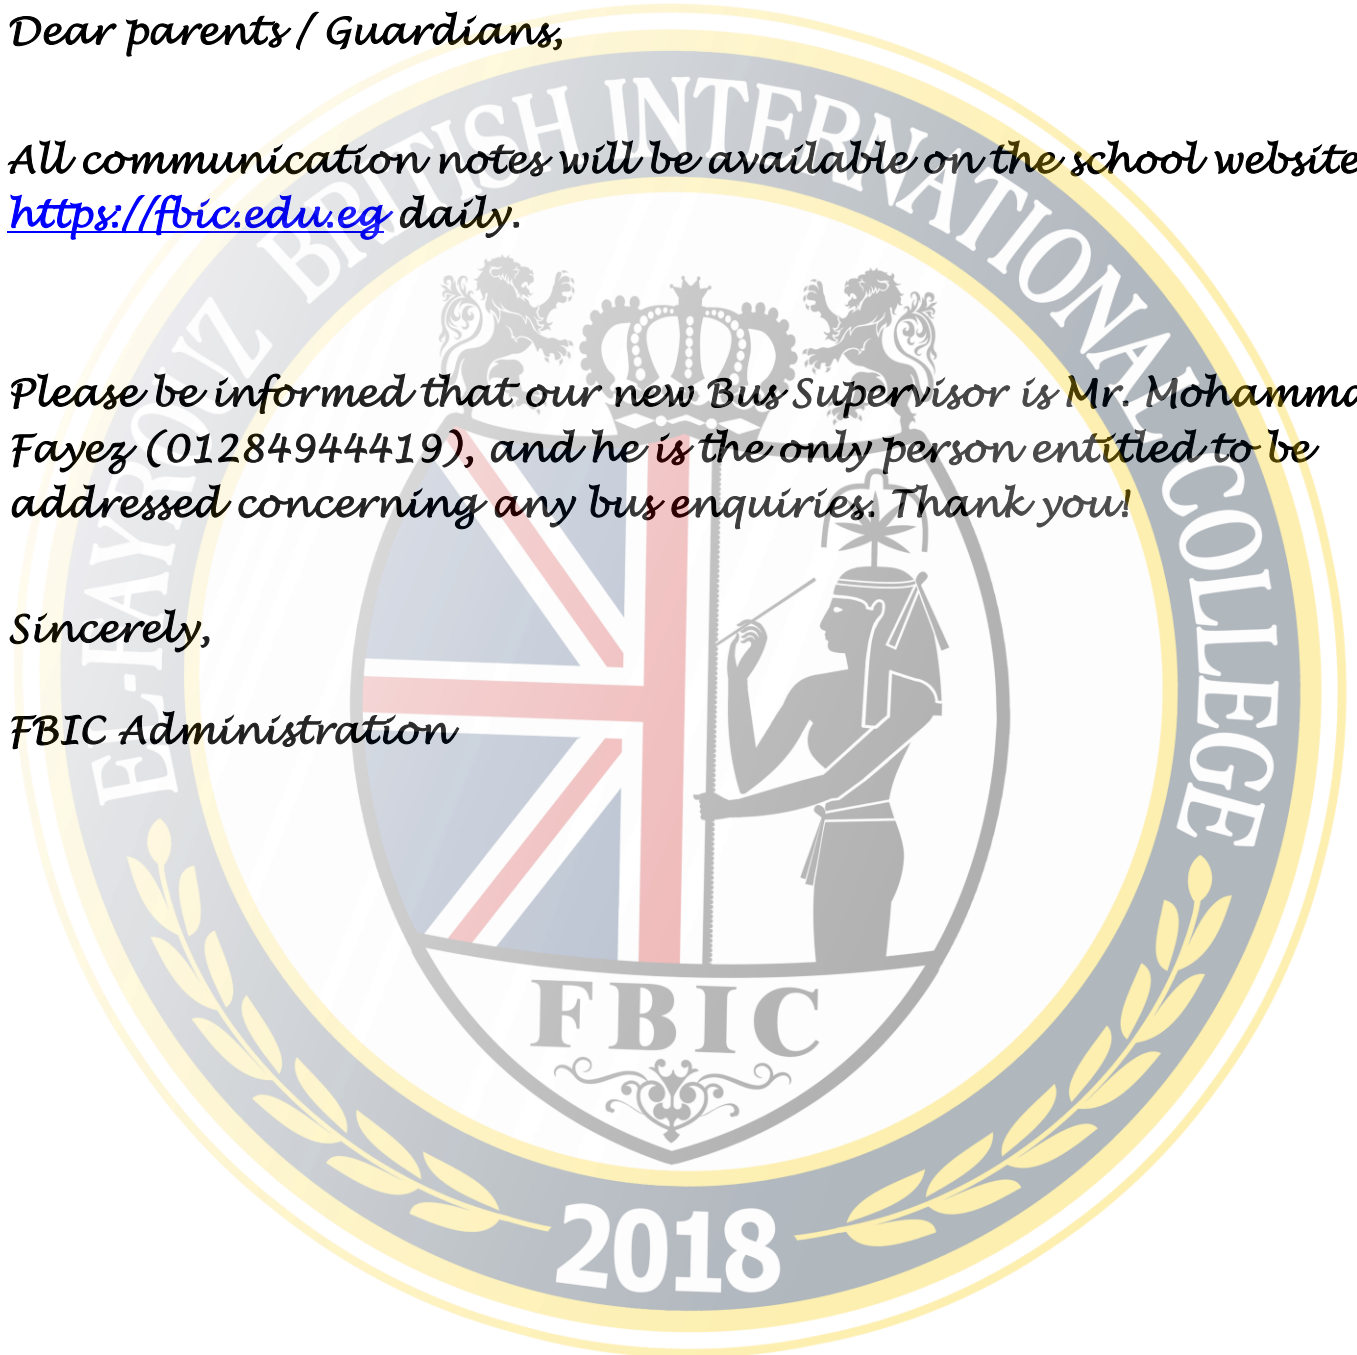 Dear parents / Guardians,
All communication notes will be available on the school website
https://fbic.edu.eg daily.
Please be informed that our new Bus Supervisor is Mr.
Fayez (01284944419), and he is the only person entitled to be
addressed concerning any bus enquiries. Thank you!
Sincerely,
FBIC Administration
E-HAYROUZ BRITISH INTERNATIONAL COLLEGE
FBIC
2018